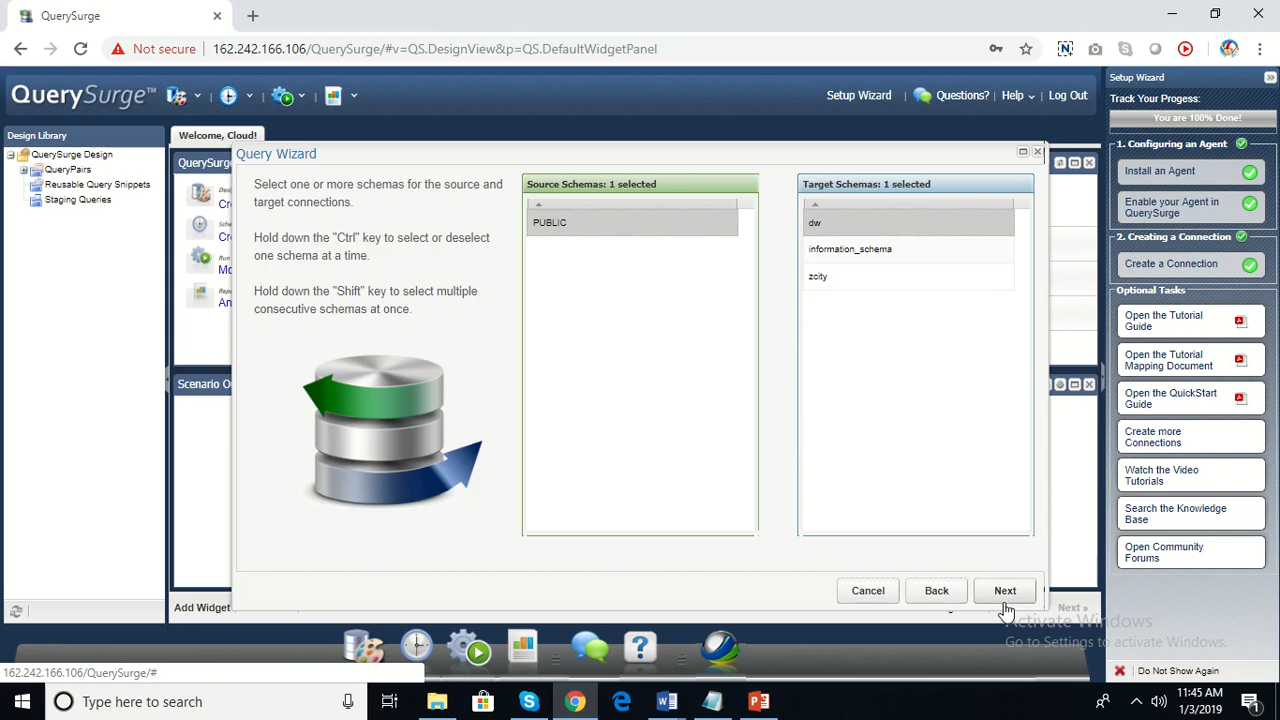 QuerySurge
Not secure | 162.242.166.106/QuerySurge/#v=QS.DesignView&p=QS.DefaultWidgetPanel
QuerySurge™
Setup Wizard
Questions?
Help
Log Out
Setup Wizard
Track Your Progess:
You are 100% Done!
1. Configuring an Agent
Install an Agent
Enable your Agent in
QuerySurge
2. Creating a Connection
Create a Connection
Optional Tasks
Open the Tutorial
Guide
Open the Tutorial
Mapping Document
Open the QuickStart
Guide
Create more
Connections
Watch the Video
Tutorials
Search the Knowledge
Base
Open Community
Forums
Do Not Show Again
Design Library
QuerySurge Design
QueryPairs
Reusable Query Snippets
Staging Queries
Welcome, Cloud!
Query Wizard
Select one or more schemas for the source and
target connections.
Hold down the "Ctrl" key to select or deselect
one schema at a time.
Hold down the "Shift" key to select multiple
consecutive schemas at once.
Source Schemas: 1 selected
PUBLIC
Target Schemas: 1 selected
dw
information_schema
zcity
Cancel
Back
Next
Add Widget
Next »
Activate Windows
Go to Settings to activate Windows.
162.242.166.106/QuerySurge/#
Type here to search
11:45 AM
1/3/2019